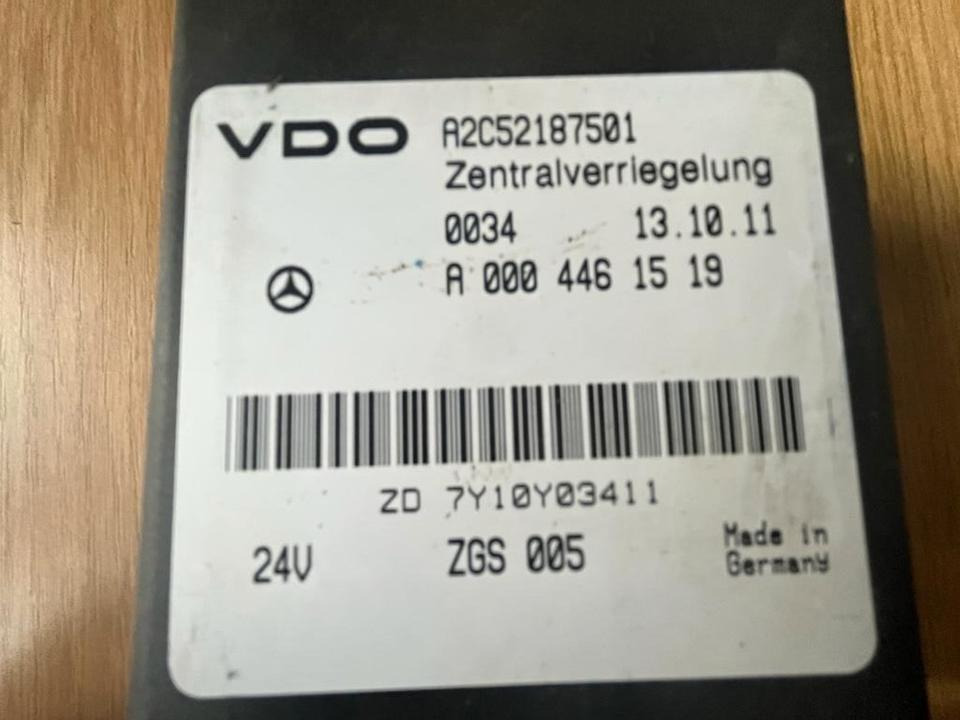 VDO A2C52187501
Zentralverriegelung
0034 13.10.11
A 000 446 15 19
ZD 7Y10Y03411
24V ZGS 005 Made in
Germany